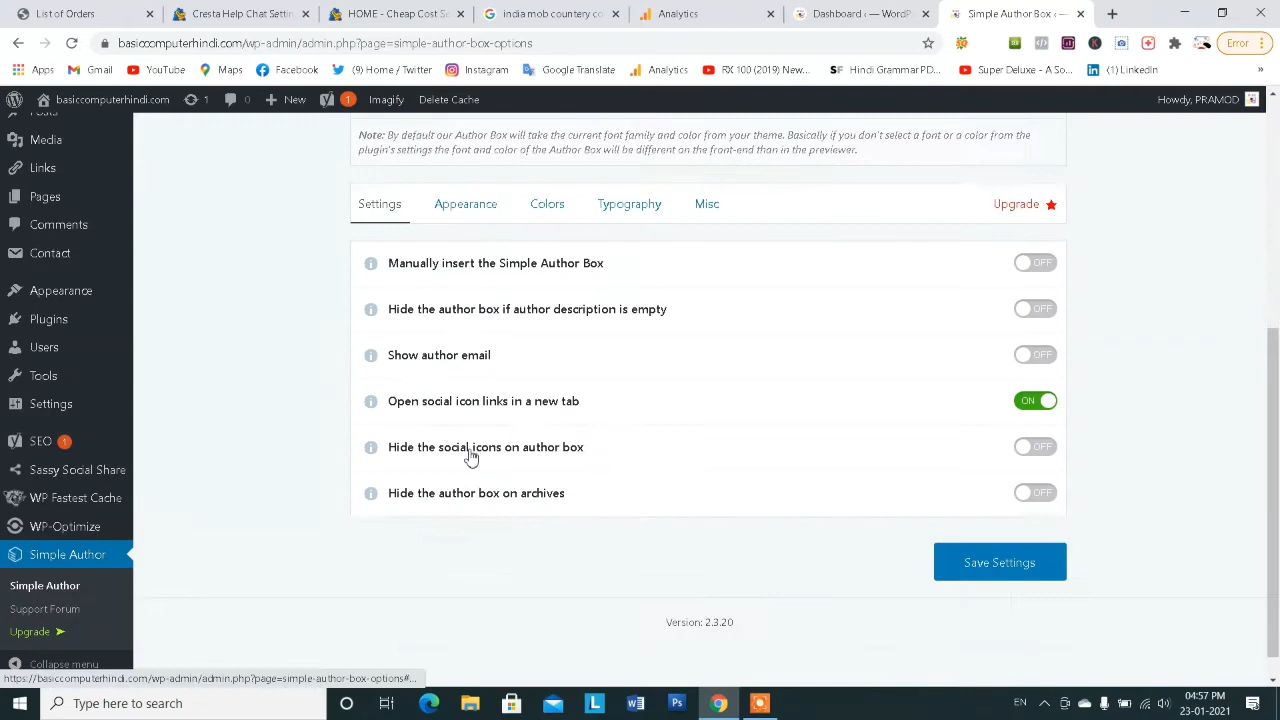 List of Orders
Cresta Help Chat Settin
HOME - Cheap Cost Se
india mob countery co
Analytics
Dashboard ‹ — WordP
Simple Author Box ‹ —
basiccomputerhindi.com/wp-admin/admin.php?page=simple-author-box-options
Error
Apps
Gmail
YouTube
Maps
Facebook
(9) Home / Twitter
Instagram
Google Translate
Analytics
RX 100 (2019) New...
SF
Hindi Grammar PD...
Super Deluxe - A So...
(1) LinkedIn
»
basiccomputerhindi.com
1
0
New
1
Imagify
Delete Cache
Howdy, PRAMOD
Posts
Media
Links
Pages
Comments
Contact
Appearance
Plugins
Users
Tools
Settings
SEO 1
Sassy Social Share
WP Fastest Cache
WP-Optimize
Simple Author
Simple Author
Support Forum
Upgrade ➤
Collapse menu
Note: By default our Author Box will take the current font family and color from your theme. Basically if you don't select a font or a color from the
plugin's settings the font and color of the Author Box will be different on the front-end than in the previewer.
Settings
Appearance
Colors
Typography
Misc
Upgrade
Manually insert the Simple Author Box
OFF
Hide the author box if author description is empty
OFF
Show author email
OFF
Open social icon links in a new tab
ON
Hide the social icons on author box
OFF
Hide the author box on archives
OFF
Save Settings
Version: 2.3.20
https://basiccomputerhindi.com/wp-admin/admin.php?page=simple-author-box-options#...
Type here to search
L
Ps
EN
04:57 PM
23-01-2021